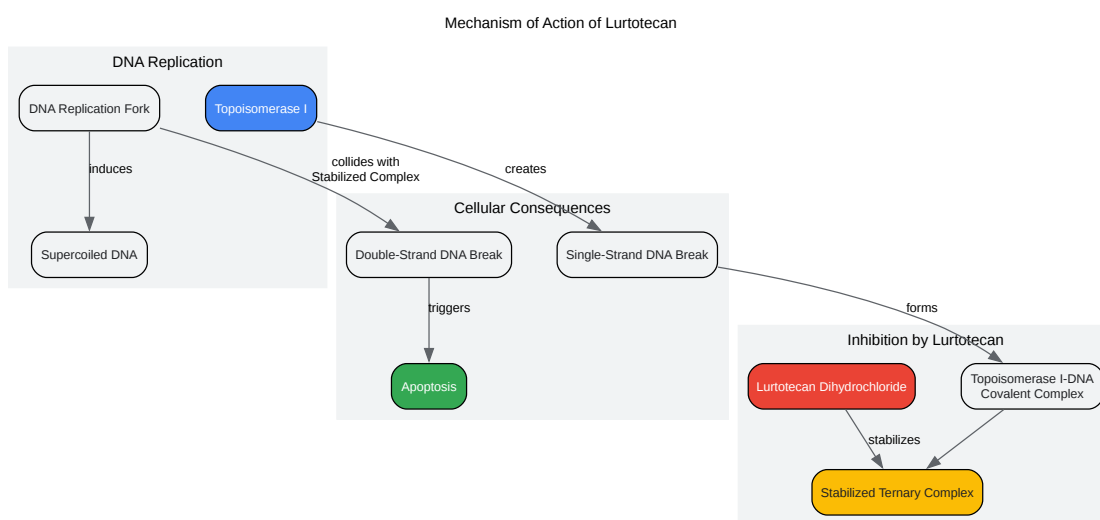 Mechanism of Action of Lurtotecan
DNA Replication
DNA Replication Fork
Topoisomerase I
induces
collides with
Stabilized Complex
creates
Supercoiled DNA
Cellular Consequences
Double-Strand DNA Break
Single-Strand DNA Break
triggers
forms
Apoptosis
Inhibition by Lurtotecan
Lurtotecan Dihydrochloride
Topoisomerase I-DNA
Covalent Complex
stabilizes
Stabilized Ternary Complex